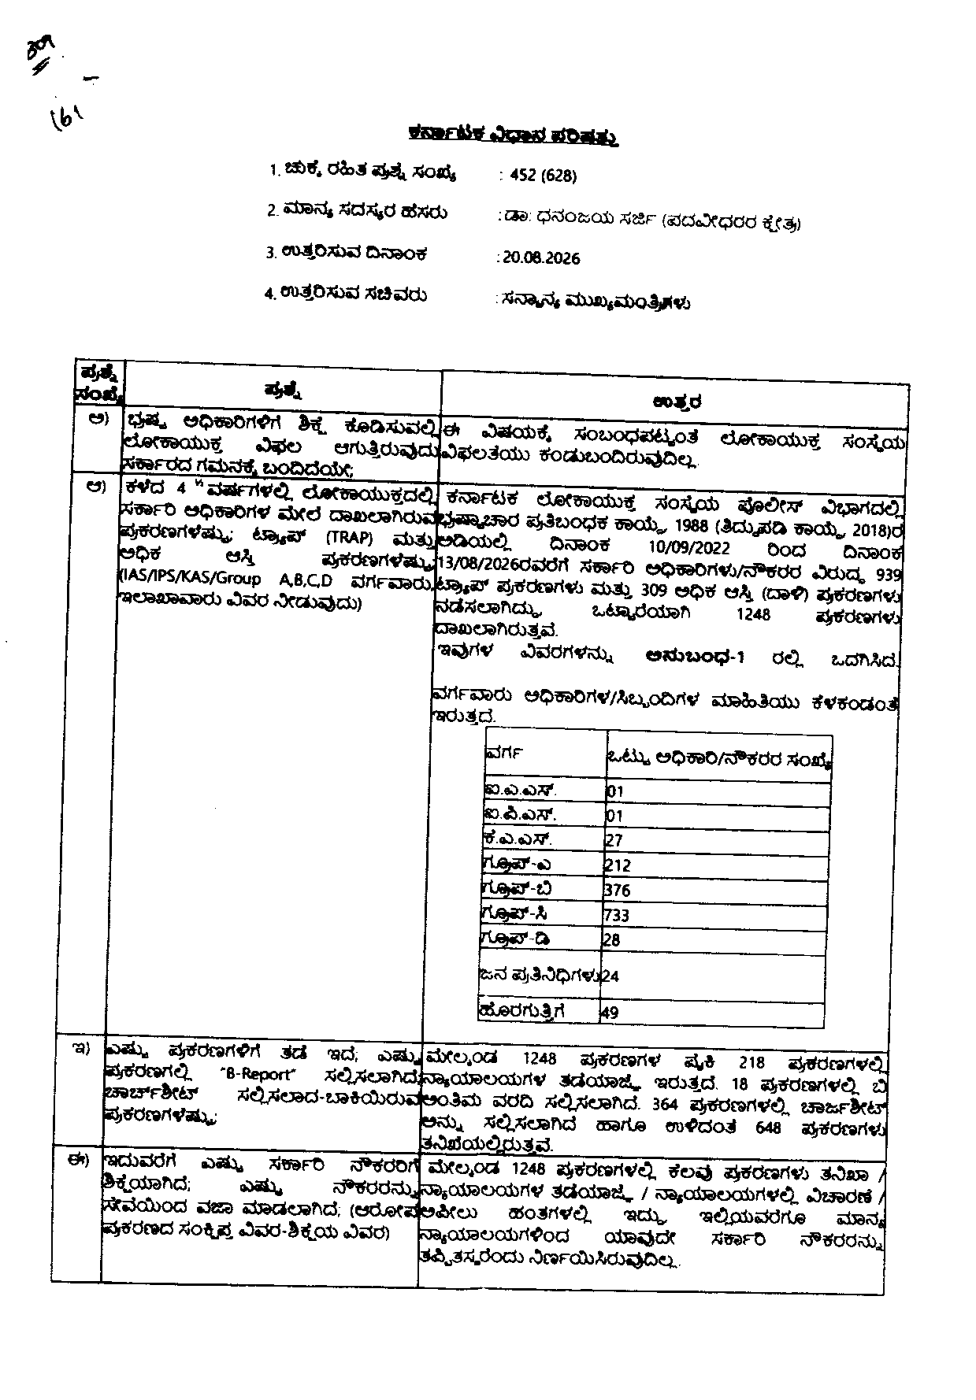 ಕರ್ನಾಟಕ ವಿಧಾನ ಪರಿಷತ್ತು
1. ಚುಕ್ಕೆ ರಹಿತ ಪ್ರಶ್ನೆ ಸಂಖ್ಯೆ : 452 (628)
2. ಮಾನ್ಯ ಸದಸ್ಯರ ಹೆಸರು : ಡಾ: ಧನಂಜಯ ಸರ್ಜಿ (ಪದವೀಧರರ ಕ್ಷೇತ್ರ)
3. ಉತ್ತರಿಸುವ ದಿನಾಂಕ : 20.08.2026
4. ಉತ್ತರಿಸುವ ಸಚಿವರು : ಸನ್ಮಾನ್ಯ ಮುಖ್ಯಮಂತ್ರಿಗಳು
ಪ್ರಶ್ನೆ ಸಂಖ್ಯೆ
ಪ್ರಶ್ನೆ
ಉತ್ತರ
ಅ)
ಭ್ರಷ್ಟ ಅಧಿಕಾರಿಗಳಿಗೆ ಶಿಕ್ಷೆ ಕೊಡಿಸುವಲ್ಲಿ
ಲೋಕಾಯುಕ್ತ ವಿಫಲ ಆಗುತ್ತಿರುವುದು
ಸರ್ಕಾರದ ಗಮನಕ್ಕೆ ಬಂದಿದೆಯೇ;
ಈ ವಿಷಯಕ್ಕೆ ಸಂಬಂಧಪಟ್ಟಂತೆ ಲೋಕಾಯುಕ್ತ ಸಂಸ್ಥೆಯ
ವಿಫಲತೆಯು ಕಂಡುಬಂದಿರುವುದಿಲ್ಲ.
ಆ)
ಕಳೆದ 4 ವರ್ಷಗಳಲ್ಲಿ ಲೋಕಾಯುಕ್ತದಲ್ಲಿ
ಸರ್ಕಾರಿ ಅಧಿಕಾರಿಗಳ ಮೇಲೆ ದಾಖಲಾಗಿರುವ
ಪ್ರಕರಣಗಳೆಷ್ಟು; ಟ್ರ್ಯಾಪ್ (TRAP) ಮತ್ತು
ಅಧಿಕ ಆಸ್ತಿ ಪ್ರಕರಣಗಳೆಷ್ಟು;
(IAS/IPS/KAS/Group A,B,C,D ವರ್ಗವಾರು,
ಇಲಾಖಾವಾರು ವಿವರ ನೀಡುವುದು)
ಕರ್ನಾಟಕ ಲೋಕಾಯುಕ್ತ ಸಂಸ್ಥೆಯ ಪೊಲೀಸ್ ವಿಭಾಗದಲ್ಲಿ
ಭ್ರಷ್ಟಾಚಾರ ಪ್ರತಿಬಂಧಕ ಕಾಯ್ದೆ, 1988 (ತಿದ್ದುಪಡಿ ಕಾಯ್ದೆ, 2018)ರ
ಅಡಿಯಲ್ಲಿ ದಿನಾಂಕ 10/09/2022 ರಿಂದ ದಿನಾಂಕ
13/08/2026ರವರೆಗೆ ಸರ್ಕಾರಿ ಅಧಿಕಾರಿಗಳು/ನೌಕರರ ವಿರುದ್ಧ 939
ಟ್ರ್ಯಾಪ್ ಪ್ರಕರಣಗಳು ಮತ್ತು 309 ಅಧಿಕ ಆಸ್ತಿ (ದಾಳಿ) ಪ್ರಕರಣಗಳು
ನಡೆಸಲಾಗಿದ್ದು, ಒಟ್ಟಾರೆಯಾಗಿ 1248 ಪ್ರಕರಣಗಳು
ದಾಖಲಾಗಿರುತ್ತವೆ.
ಇವುಗಳ ವಿವರಗಳನ್ನು ಅನುಬಂಧ-1 ರಲ್ಲಿ ಒದಗಿಸಿದೆ.
ವರ್ಗವಾರು ಅಧಿಕಾರಿಗಳ/ಸಿಬ್ಬಂದಿಗಳ ಮಾಹಿತಿಯು ಕೆಳಕಂಡಂತೆ
ಇರುತ್ತದೆ.
ವರ್ಗ ಒಟ್ಟು ಅಧಿಕಾರಿ/ನೌಕರರ ಸಂಖ್ಯೆ
ಐ.ಎ.ಎಸ್. 01
ಐ.ಪಿ.ಎಸ್. 01
ಕೆ.ಎ.ಎಸ್. 27
ಗ್ರೂಪ್-ಎ 212
ಗ್ರೂಪ್-ಬಿ 376
ಗ್ರೂಪ್-ಸಿ 733
ಗ್ರೂಪ್-ಡಿ 28
ಜನ ಪ್ರತಿನಿಧಿಗಳು 24
ಹೊರಗುತ್ತಿಗೆ 49
ಇ)
ಎಷ್ಟು ಪ್ರಕರಣಗಳಿಗೆ ತಡೆ ಇದೆ; ಎಷ್ಟು
ಪ್ರಕರಣಗಲ್ಲಿ "B-Report" ಸಲ್ಲಿಸಲಾಗಿದೆ;
ಚಾರ್ಚ್‌ಶೀಟ್ ಸಲ್ಲಿಸಲಾದ-ಬಾಕಿಯಿರುವ
ಪ್ರಕರಣಗಳೆಷ್ಟು;
ಮೇಲ್ಕಂಡ 1248 ಪ್ರಕರಣಗಳ ಪೈಕಿ 218 ಪ್ರಕರಣಗಳಲ್ಲಿ
ನ್ಯಾಯಾಲಯಗಳ ತಡೆಯಾಜ್ಞೆ ಇರುತ್ತದೆ. 18 ಪ್ರಕರಣಗಳಲ್ಲಿ ಬಿ
ಅಂತಿಮ ವರದಿ ಸಲ್ಲಿಸಲಾಗಿದೆ. 364 ಪ್ರಕರಣಗಳಲ್ಲಿ ಚಾರ್ಜಶೀಟ್
ಅನ್ನು ಸಲ್ಲಿಸಲಾಗಿದೆ ಹಾಗೂ ಉಳಿದಂತೆ 648 ಪ್ರಕರಣಗಳು
ತನಿಖೆಯಲ್ಲಿರುತ್ತವೆ.
ಈ)
ಇದುವರೆಗೆ ಎಷ್ಟು ಸರ್ಕಾರಿ ನೌಕರರಿಗೆ
ಶಿಕ್ಷೆಯಾಗಿದೆ; ಎಷ್ಟು ನೌಕರರನ್ನು
ಸೇವೆಯಿಂದ ವಜಾ ಮಾಡಲಾಗಿದೆ; (ಆರೋಪ
ಪ್ರಕರಣದ ಸಂಕ್ಷಿಪ್ತ ವಿವರ-ಶಿಕ್ಷೆಯ ವಿವರ)
ಮೇಲ್ಕಂಡ 1248 ಪ್ರಕರಣಗಳಲ್ಲಿ ಕೆಲವು ಪ್ರಕರಣಗಳು ತನಿಖಾ /
ನ್ಯಾಯಾಲಯಗಳ ತಡೆಯಾಜ್ಞೆ / ನ್ಯಾಯಾಲಯಗಳಲ್ಲಿ ವಿಚಾರಣೆ /
ಅಪೀಲು ಹಂತಗಳಲ್ಲಿ ಇದ್ದು, ಇಲ್ಲಿಯವರೆಗೂ ಮಾನ್ಯ
ನ್ಯಾಯಾಲಯಗಳಿಂದ ಯಾವುದೇ ಸರ್ಕಾರಿ ನೌಕರರನ್ನು
ತಪ್ಪಿತಸ್ಥರೆಂದು ನಿರ್ಣಯಿಸಿರುವುದಿಲ್ಲ.